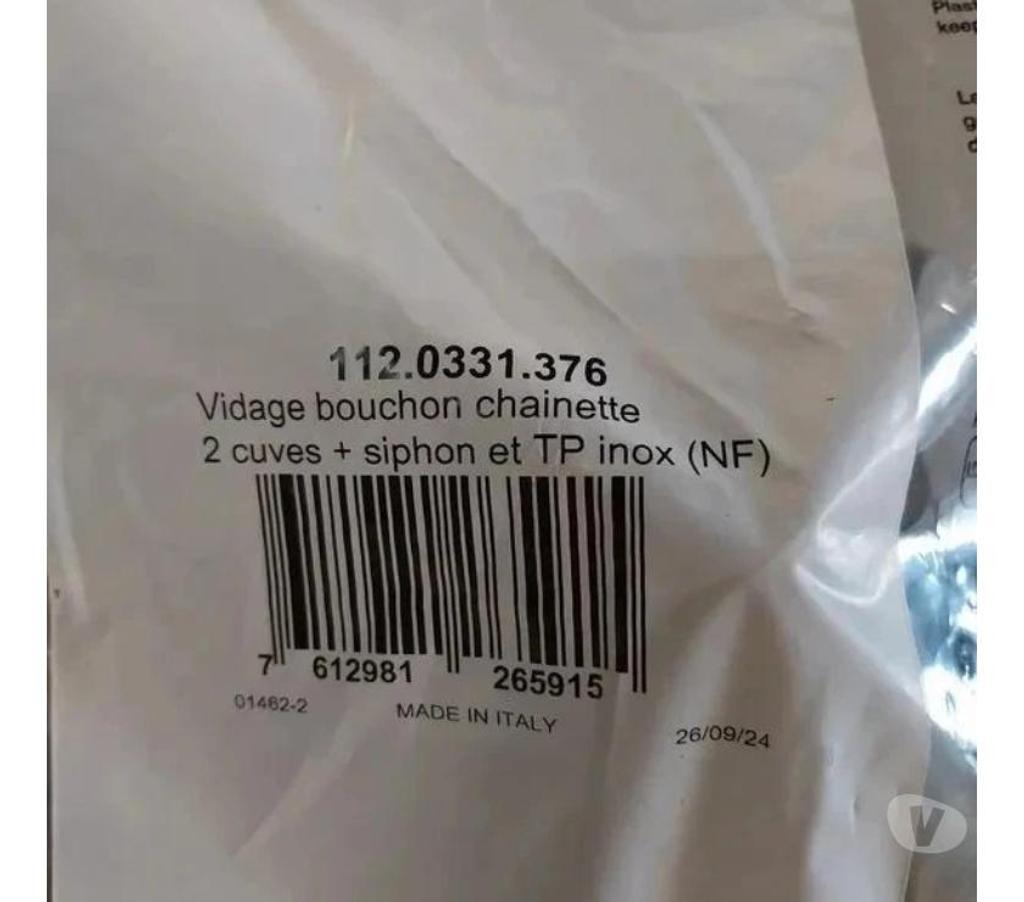 keep
112.0331.376
Vidage bouchon chainette
2 cuves + siphon et TP inox (NF)
7 612981 265915
01462-2
MADE IN ITALY
26/09/24
V